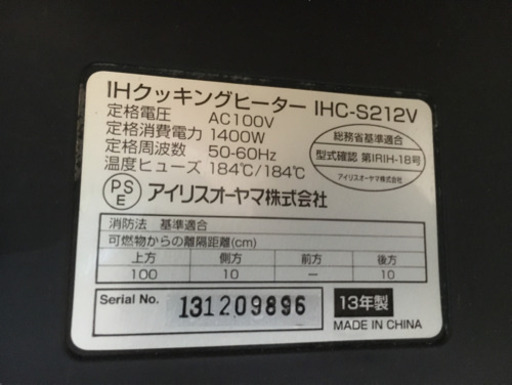 IHクッキングヒーター IHC-S212V
定格電圧 AC100V
定格消費電力 1400W
定格周波数 50-60Hz
温度ヒューズ 184℃/184℃
総務省基準適合
型式確認 第IRIH-18号
アイリスオーヤマ株式会社
PS
E
アイリスオーヤマ株式会社
消防法 基準適合
可燃物からの離隔距離(cm)
上方 側方 前方 後方
100 10 － 10
Serial No. 131209896
13年製
MADE IN CHINA